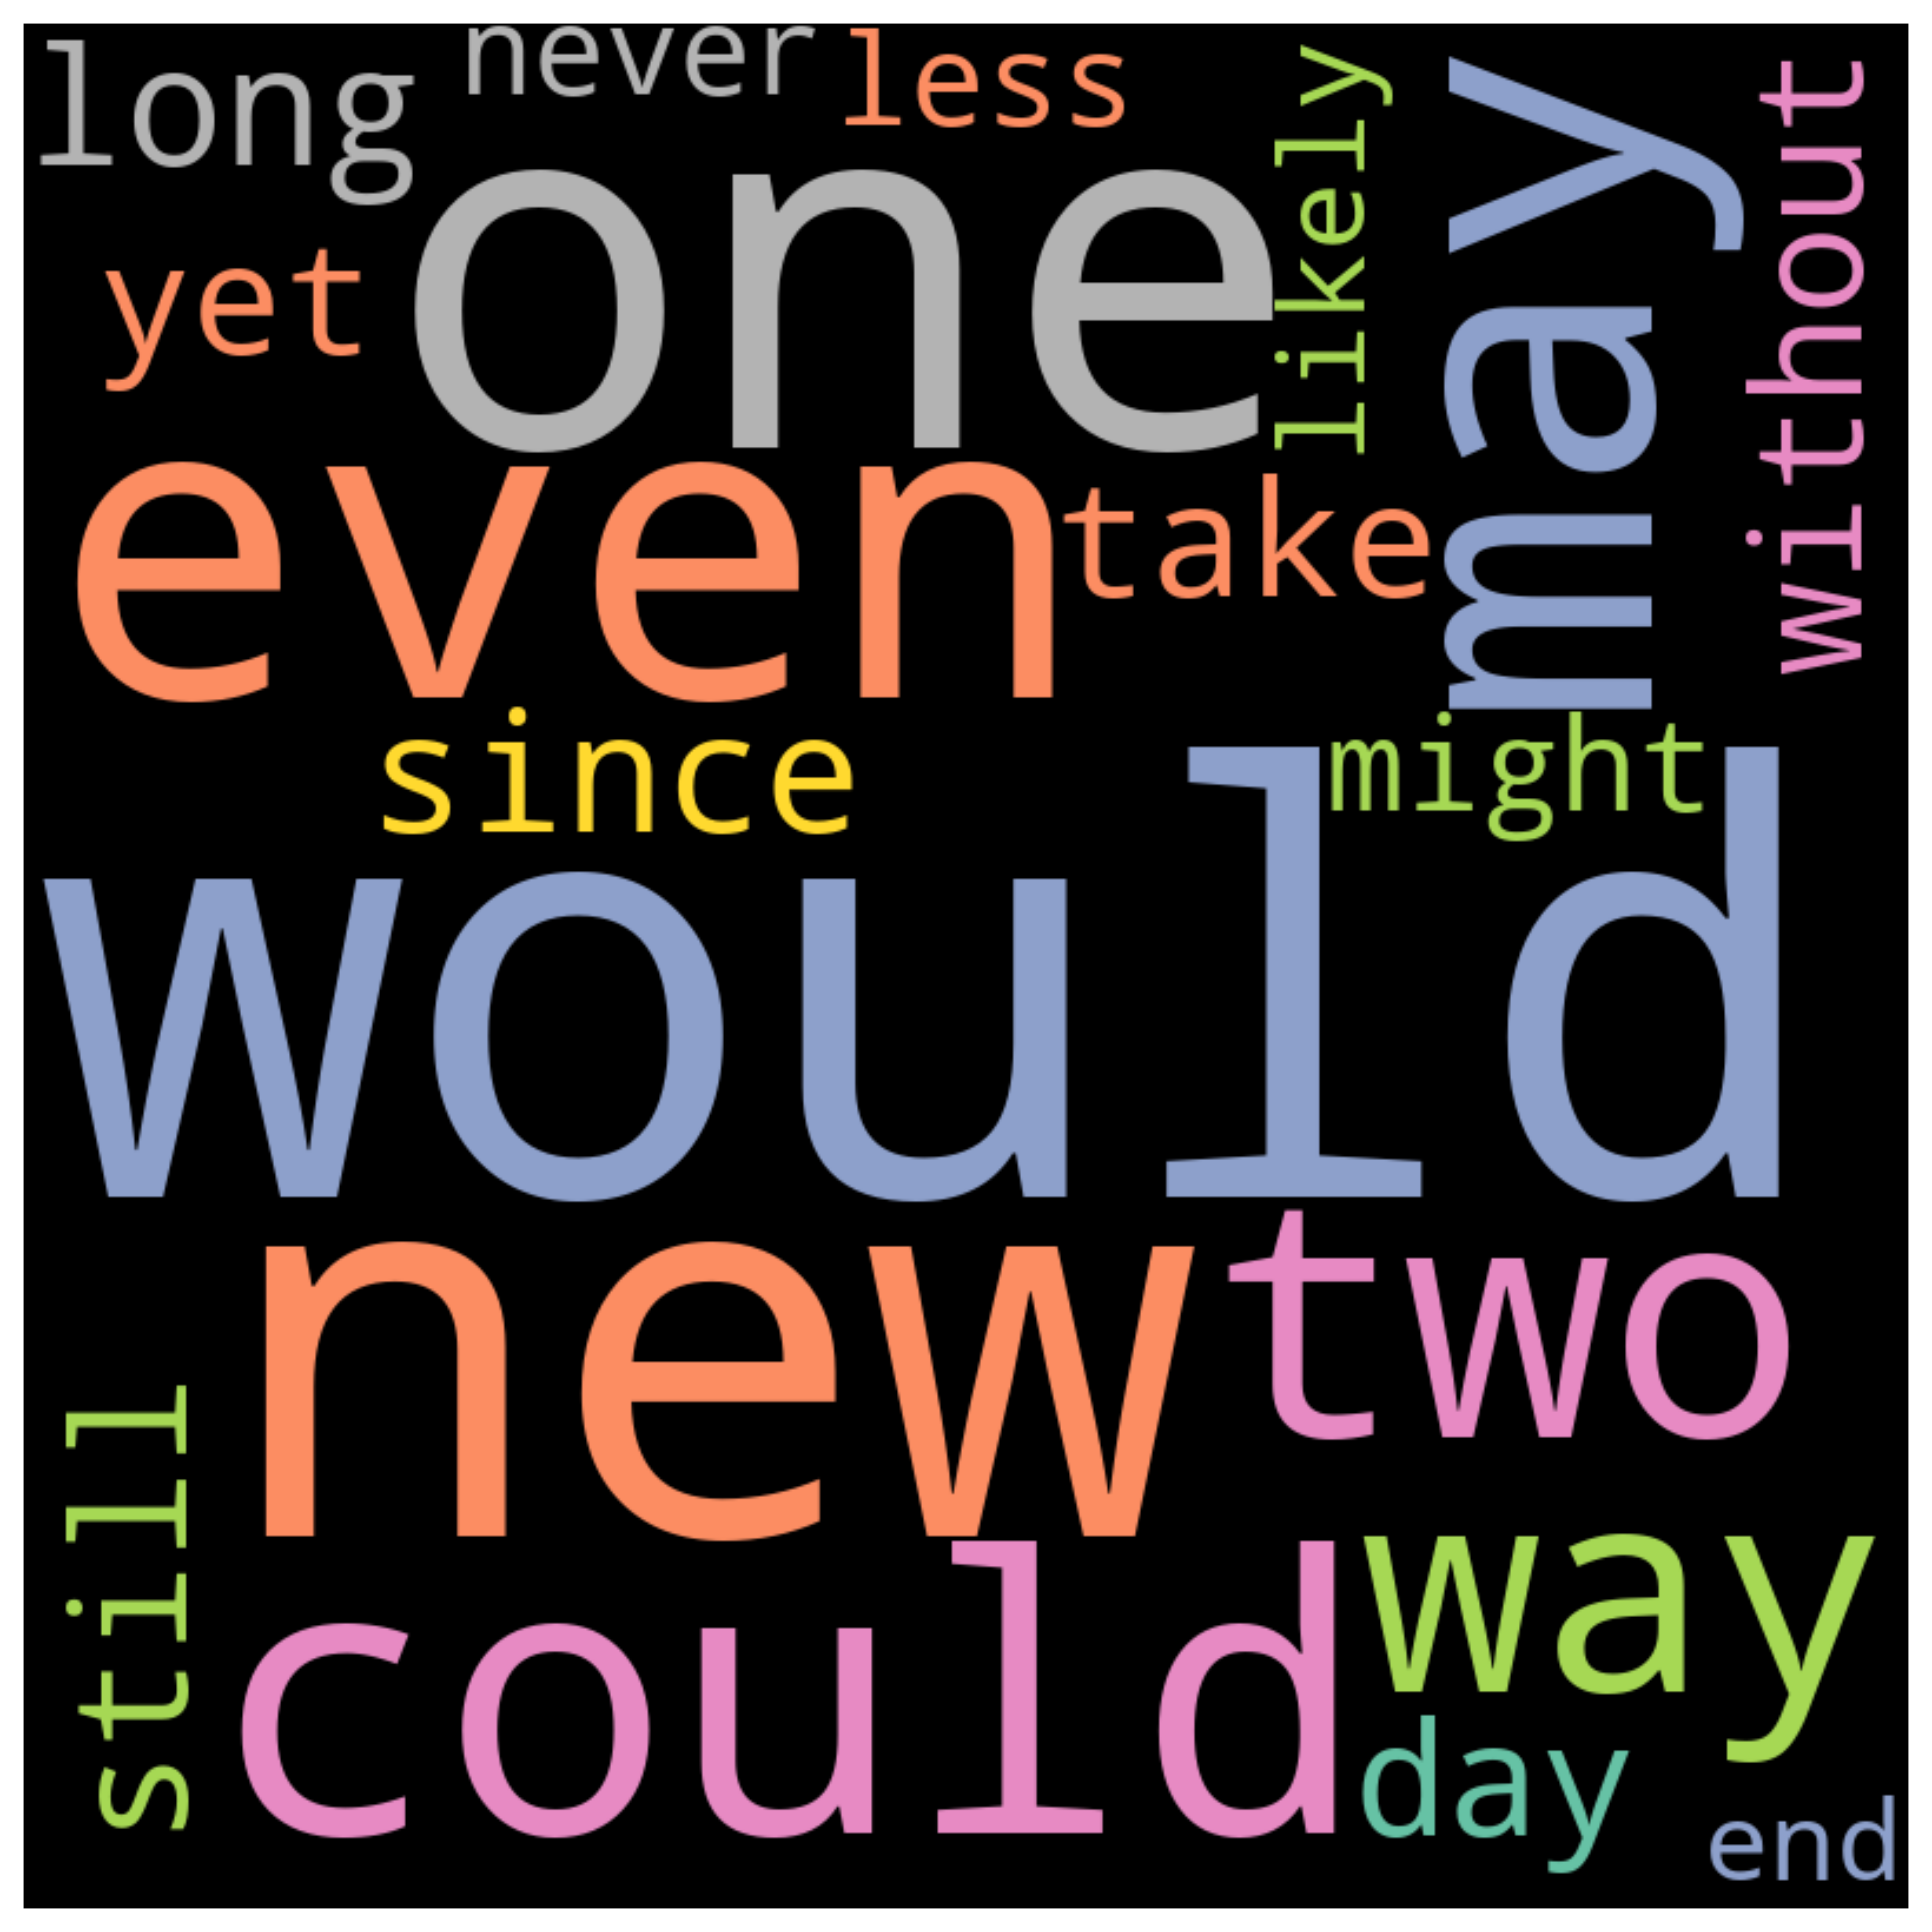 long
never
less
likely
may
without
one
yet
even
take
since
might
would
new
two
still
could
way
day
end